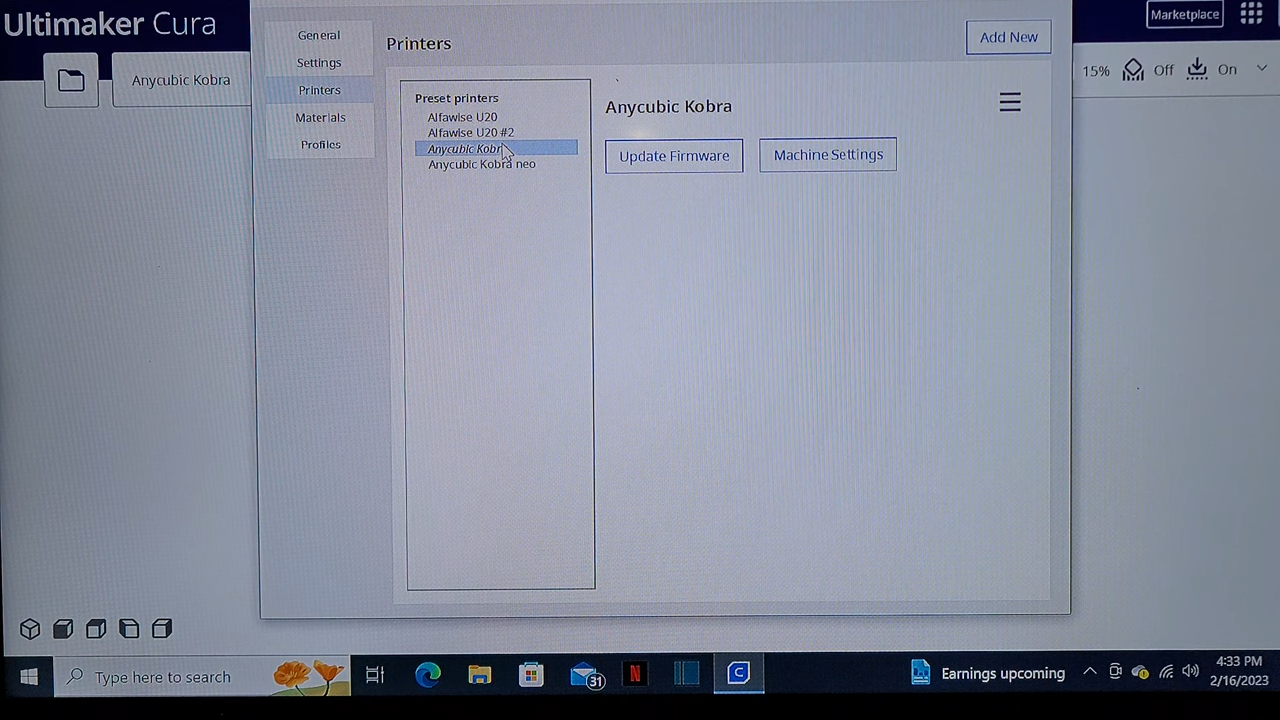 Ultimaker Cura
Marketplace
Anycubic Kobra
15%
Off
On
General
Settings
Printers
Materials
Profiles
Printers
Add New
Preset printers
Alfawise U20
Alfawise U20 #2
Anycubic Kobr
Anycubic Kobra neo
Anycubic Kobra
Update Firmware
Machine Settings
Type here to search
31
N
C
Earnings upcoming
4:33 PM
2/16/2023